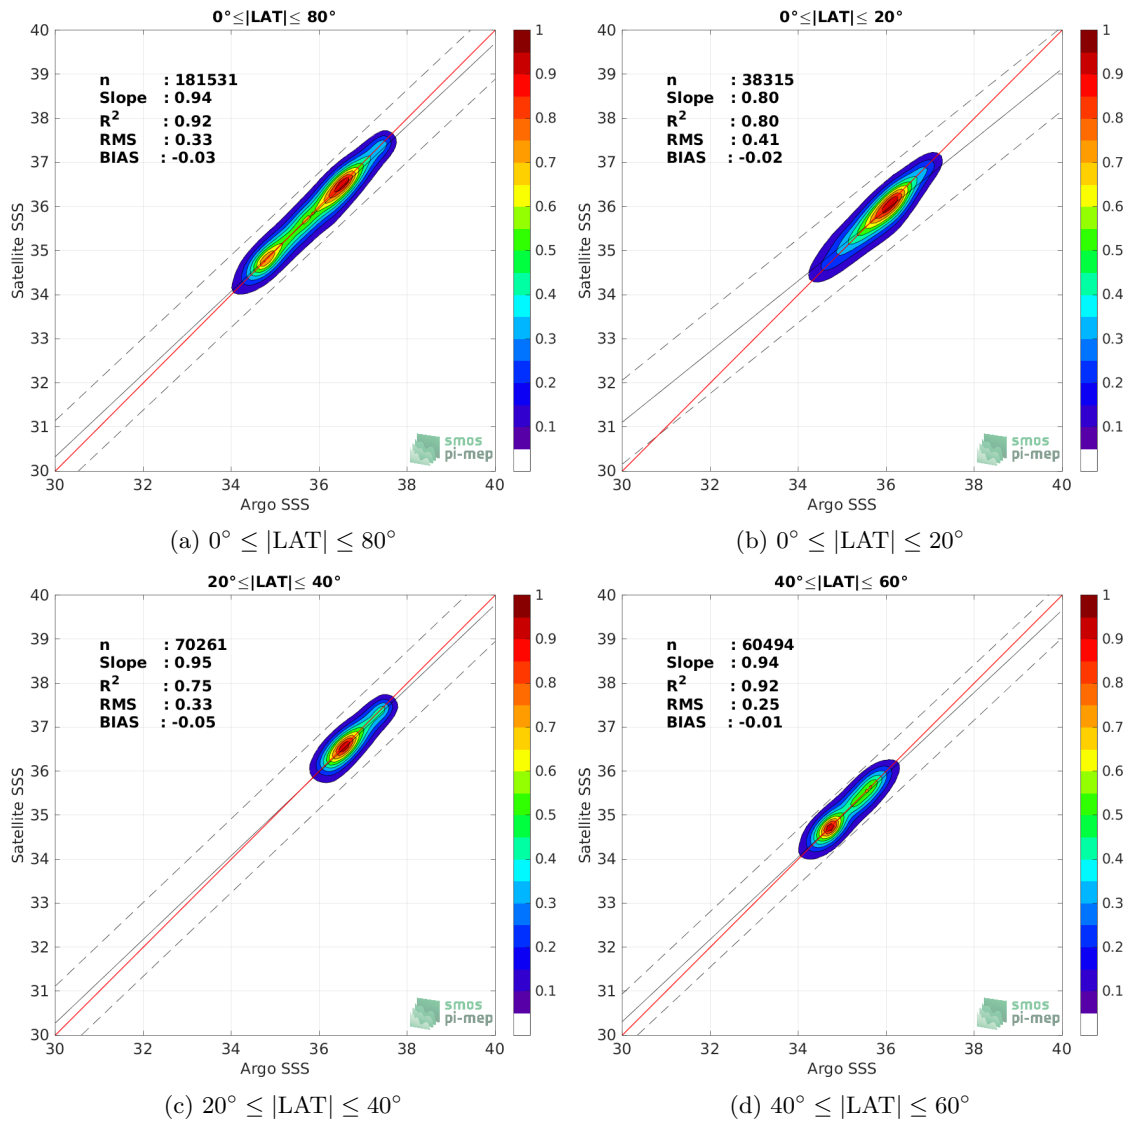 0°≤|LAT|≤ 80°
40
39
38
37
36
35
34
33
32
31
30
Satellite SSS
n : 181531
Slope : 0.94
R² : 0.92
RMS : 0.33
BIAS : -0.03
smos
pi-mep
30 32 34 36 38 40
Argo SSS
1
0.9
0.8
0.7
0.6
0.5
0.4
0.3
0.2
0.1
(a) 0° ≤ |LAT| ≤ 80°
0°≤|LAT|≤ 20°
40
39
38
37
36
35
34
33
32
31
30
Satellite SSS
n : 38315
Slope : 0.80
R² : 0.80
RMS : 0.41
BIAS : -0.02
smos
pi-mep
30 32 34 36 38 40
Argo SSS
1
0.9
0.8
0.7
0.6
0.5
0.4
0.3
0.2
0.1
(b) 0° ≤ |LAT| ≤ 20°
20°≤|LAT|≤ 40°
40
39
38
37
36
35
34
33
32
31
30
Satellite SSS
n : 70261
Slope : 0.95
R² : 0.75
RMS : 0.33
BIAS : -0.05
smos
pi-mep
30 32 34 36 38 40
Argo SSS
1
0.9
0.8
0.7
0.6
0.5
0.4
0.3
0.2
0.1
(c) 20° ≤ |LAT| ≤ 40°
40°≤|LAT|≤ 60°
40
39
38
37
36
35
34
33
32
31
30
Satellite SSS
n : 60494
Slope : 0.94
R² : 0.92
RMS : 0.25
BIAS : -0.01
smos
pi-mep
30 32 34 36 38 40
Argo SSS
1
0.9
0.8
0.7
0.6
0.5
0.4
0.3
0.2
0.1
(d) 40° ≤ |LAT| ≤ 60°